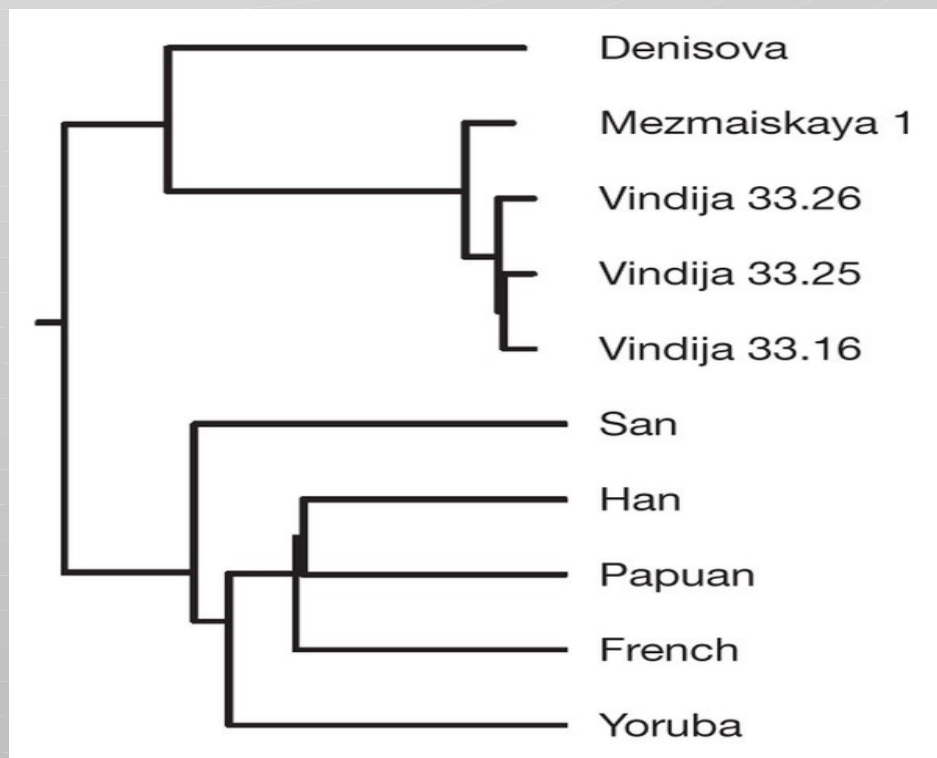 Denisova
Mezmaiskaya 1
Vindija 33.26
Vindija 33.25
Vindija 33.16
San
Han
Papuan
French
Yoruba